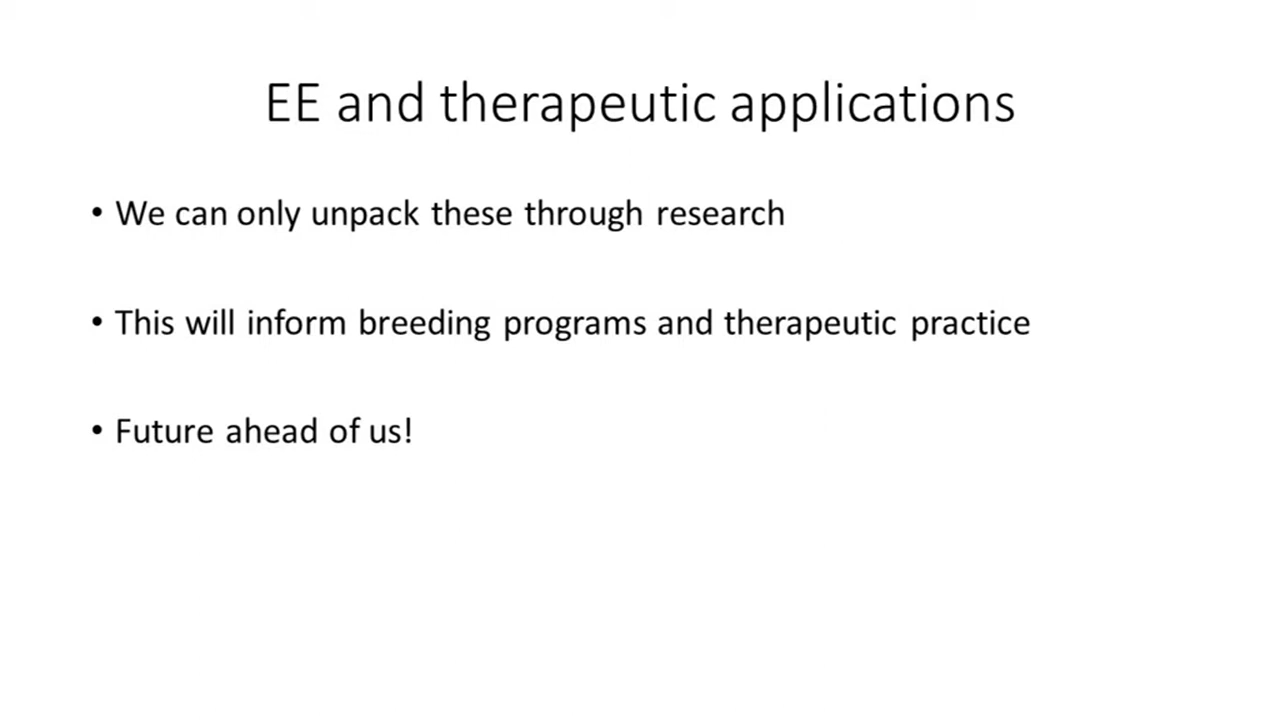 EE and therapeutic applications
• We can only unpack these through research
• This will inform breeding programs and therapeutic practice
• Future ahead of us!